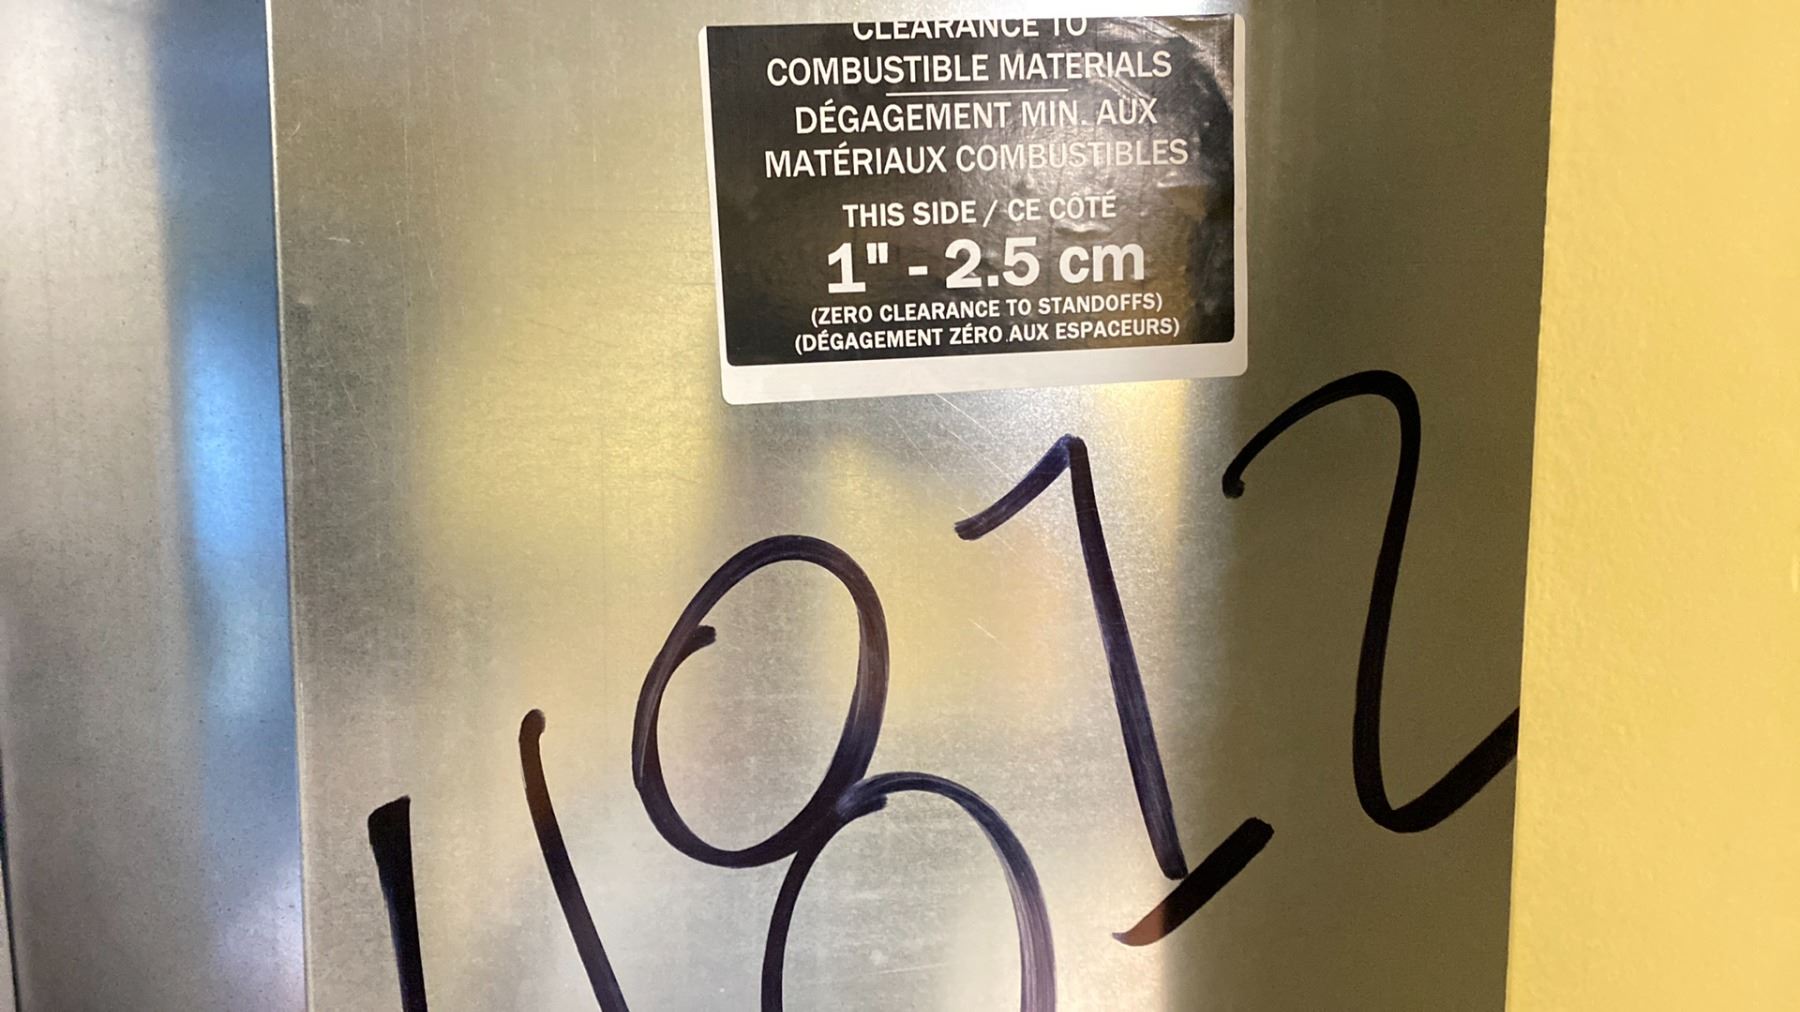 CLEARANCE TO
COMBUSTIBLE MATERIALS
DÉGAGEMENT MIN. AUX
MATÉRIAUX COMBUSTIBLES
THIS SIDE / CE CÔTÉ
1" - 2.5 cm
(ZERO CLEARANCE TO STANDOFFS)
(DÉGAGEMENT ZÉRO AUX ESPACEURS)
4812